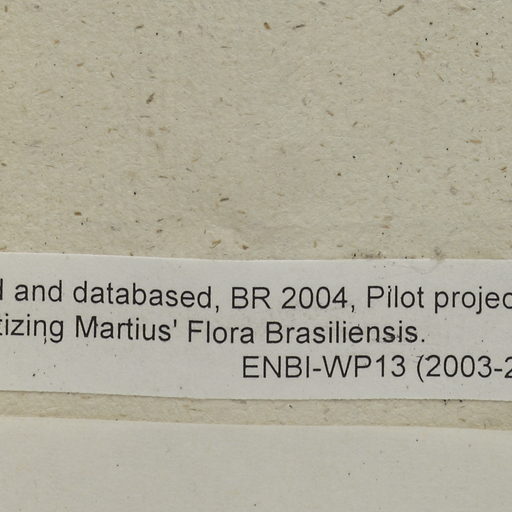 and databased, BR 2004, Pilot projec
tizing Martius' Flora Brasiliensis.
ENBI-WP13 (2003-2